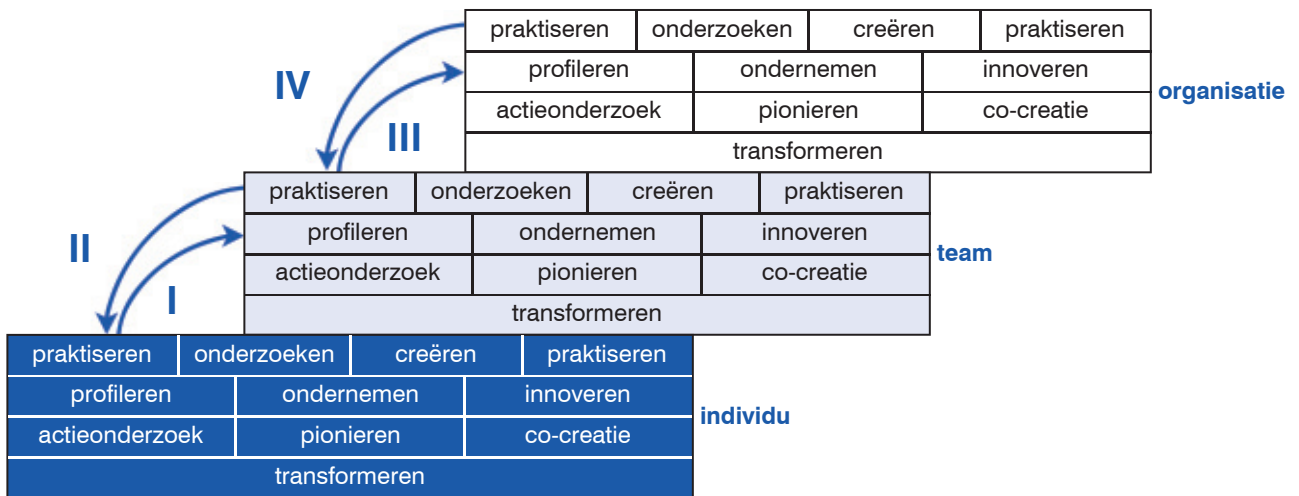 praktiseren onderzoeken creëren praktiseren
profileren ondernemen innoveren
actieonderzoek pionieren co-creatie
transformeren
organisatie
IV
III
praktiseren onderzoeken creëren praktiseren
profileren ondernemen innoveren
actieonderzoek pionieren co-creatie
transformeren
team
II
I
praktiseren onderzoeken creëren praktiseren
profileren ondernemen innoveren
actieonderzoek pionieren co-creatie
transformeren
individu